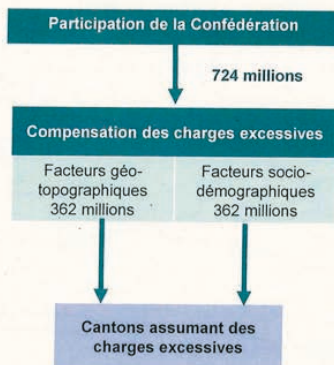 Participation de la Confédération
724 millions
Compensation des charges excessives
Facteurs géo-
topographiques
362 millions
Facteurs socio-
démographiques
362 millions
Cantons assumant des
charges excessives